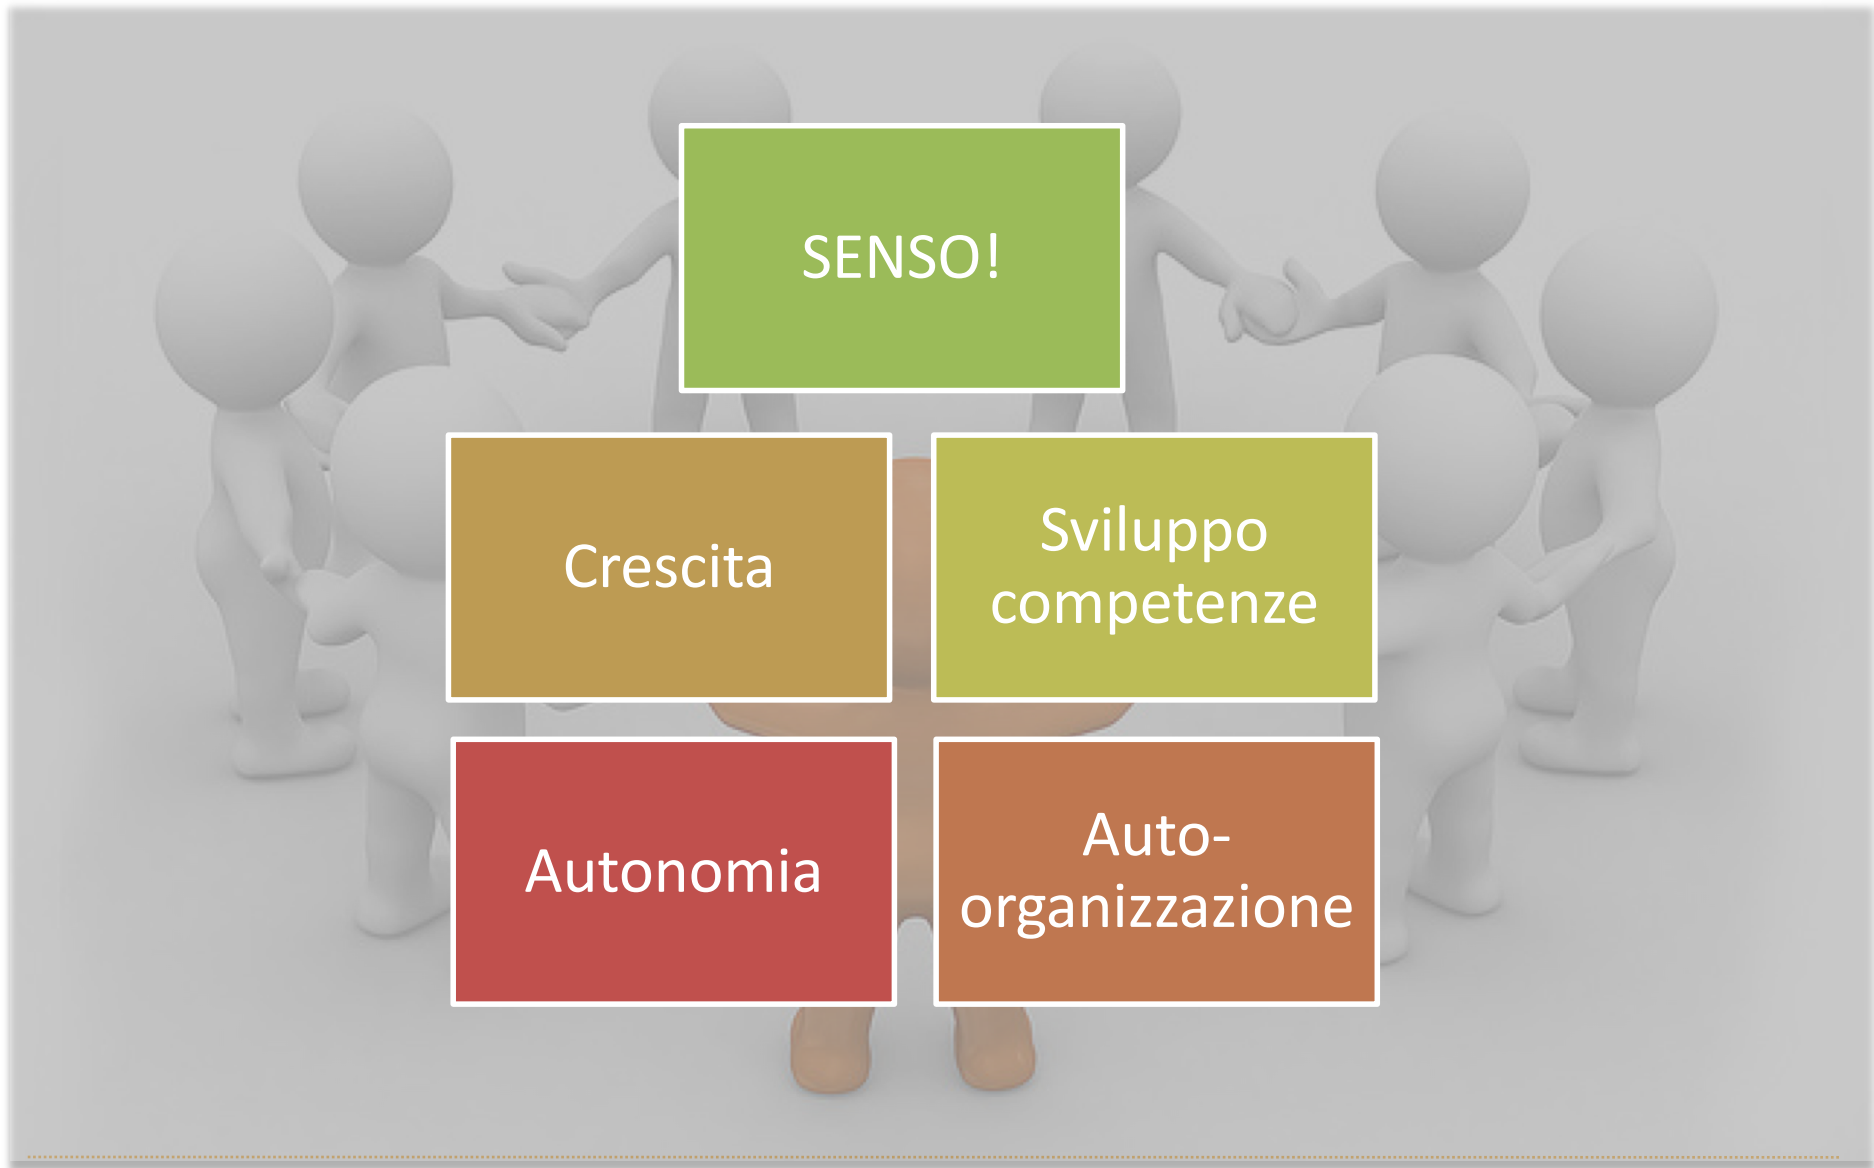 SENSO!
Crescita
Sviluppo
competenze
Autonomia
Auto-
organizzazione